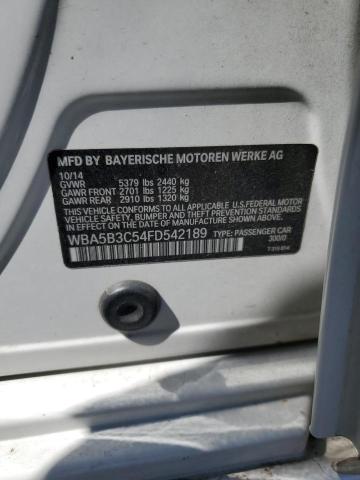 MFD BY BAYERISCHE MOTOREN WERKE AG
10/14
GVWR 5379 lbs 2440 kg
GAWR FRONT 2701 lbs 1225 kg
GAWR REAR 2910 lbs 1320 kg
THIS VEHICLE CONFORMS TO ALL APPLICABLE U.S. FEDERAL MOTOR
VEHICLE SAFETY, BUMPER, AND THEFT PREVENTION STANDARDS IN
EFFECT ON THE DATE OF MANUFACTURE SHOWN ABOVE.
WBA5B3C54FD542189 TYPE: PASSENGER CAR
300/0